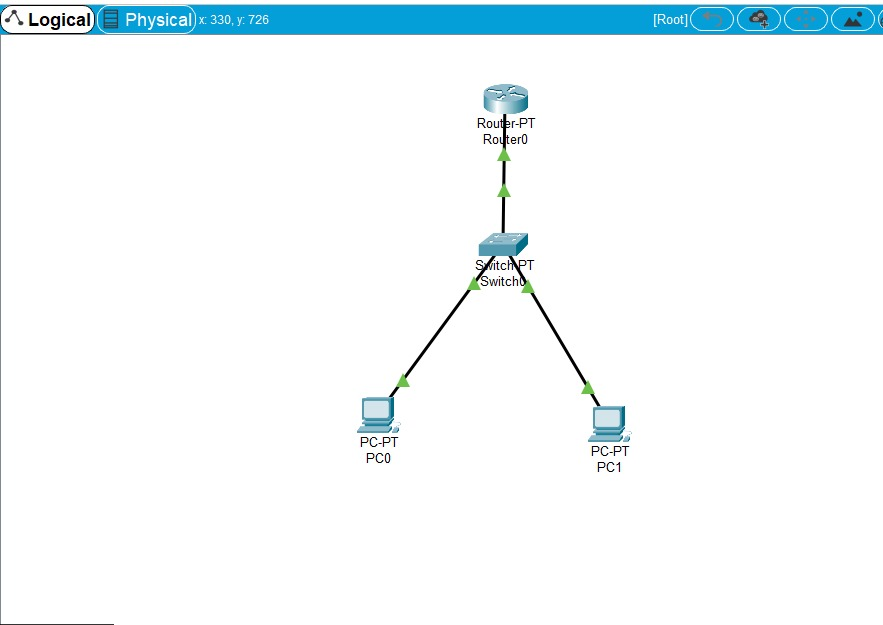 Logical Physical x: 330, y: 726 [Root]
Router-PT
Router0
Switch-PT
Switch0
PC-PT
PC0
PC-PT
PC1